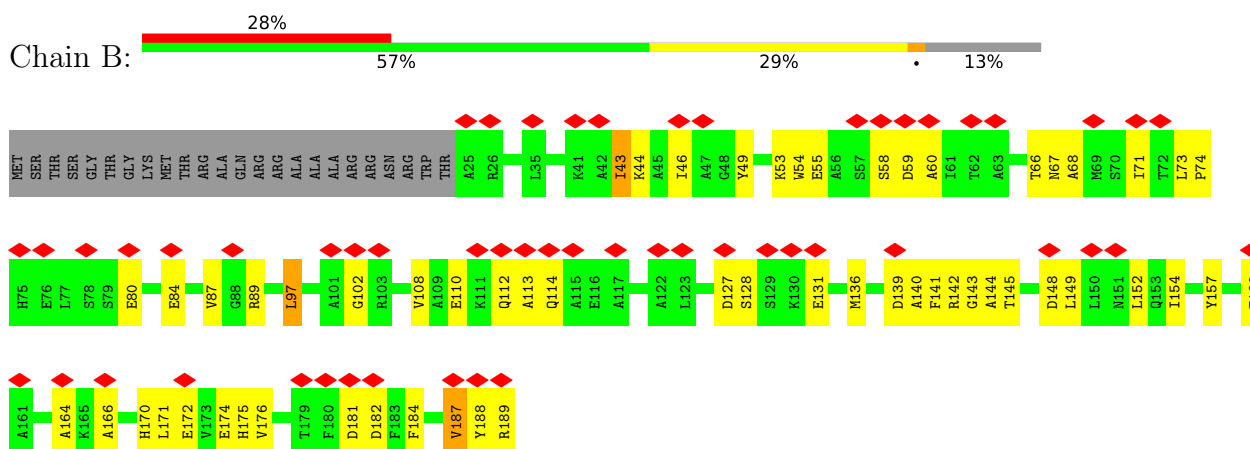 28%
Chain B:
57% 29% • 13%
MET SER THR SER GLY THR GLY LYS MET THR ARG ALA GLN ARG ARG ALA ALA ALA ARG ARG ASN ARG TRP THR A25 R26 L35 K41 A42 I43 K44 A45 I46 A47 G48 Y49 K53 W54 E55 A56 S57 S58 D59 A60 I61 T62 A63 T66 N67 A68 M69 S70 I71 T72 L73 P74
H75 E76 L77 S78 S79 E80 E84 V87 G88 R89 L97 A101 G102 R103 V108 A109 E110 K111 Q112 A113 Q114 A115 E116 A117 A122 L123 D127 S128 S129 K130 E131 M136 D139 A140 F141 R142 G143 A144 T145 D148 L149 L150 N151 L152 Q153 I154 Y157
A161 A164 K165 A166 H170 L171 E172 V173 E174 H175 V176 T179 F180 D181 D182 F183 F184 V187 Y188 R189